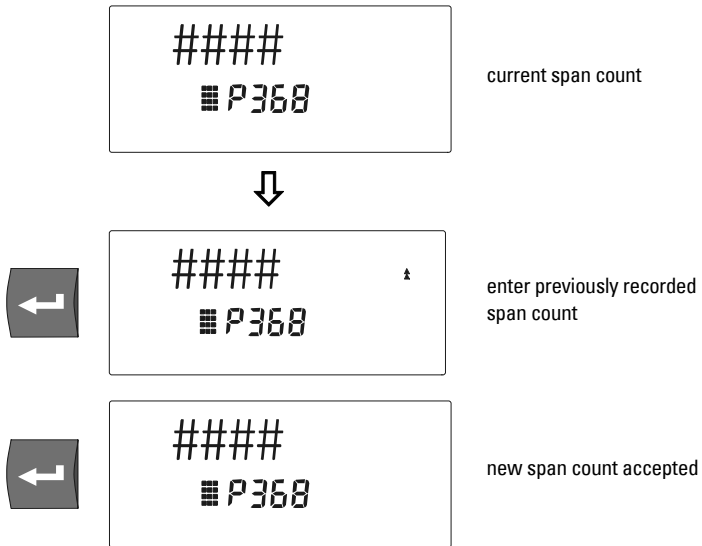 ####
P368
current span count
####
P368
enter previously recorded
span count
####
P368
new span count accepted